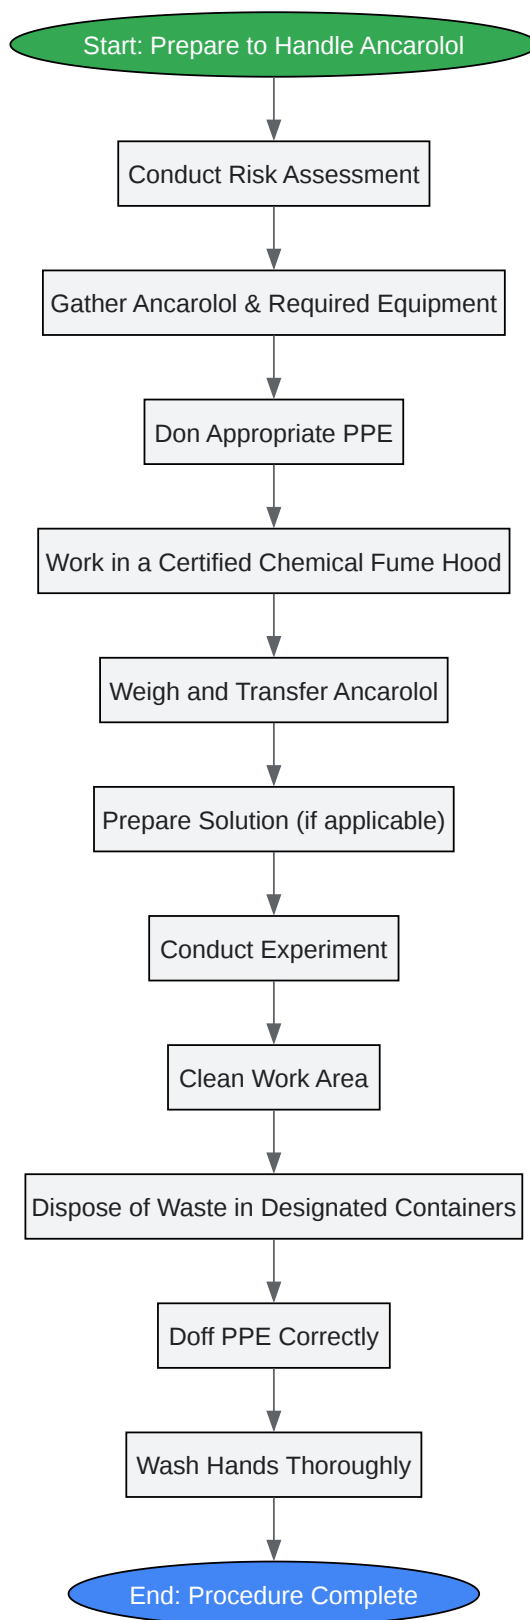 Start: Prepare to Handle Ancarolol
Conduct Risk Assessment
Gather Ancarolol & Required Equipment
Don Appropriate PPE
Work in a Certified Chemical Fume Hood
Weigh and Transfer Ancarolol
Prepare Solution (if applicable)
Conduct Experiment
Clean Work Area
Dispose of Waste in Designated Containers
Doff PPE Correctly
Wash Hands Thoroughly
End: Procedure Complete